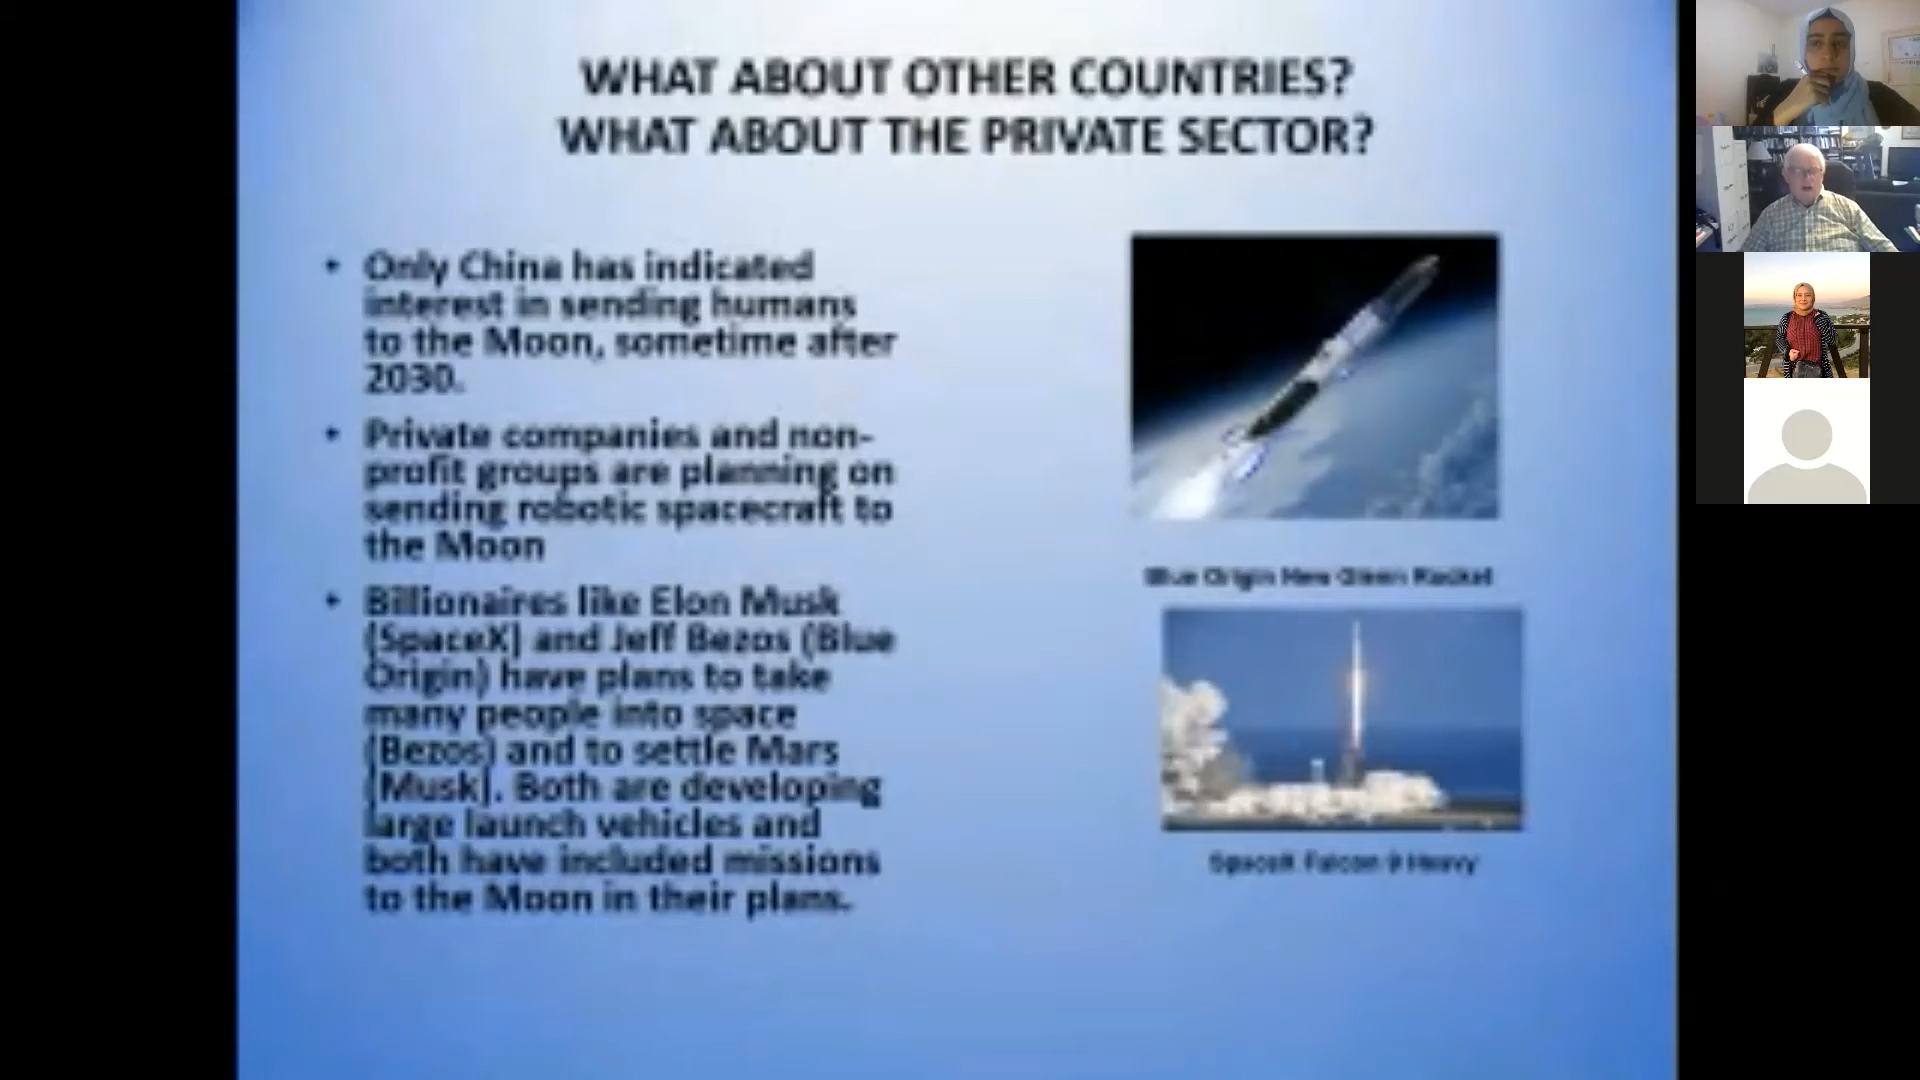 WHAT ABOUT OTHER COUNTRIES?
WHAT ABOUT THE PRIVATE SECTOR?
• Only China has indicated
interest in sending humans
to the Moon, sometime after
2030.
• Private companies and non-
profit groups are planning on
sending robotic spacecraft to
the Moon
• Billionaires like Elon Musk
(SpaceX) and Jeff Bezos (Blue
Origin) have plans to take
many people into space
(Bezos) and to settle Mars
(Musk). Both are developing
large launch vehicles and
both have included missions
to the Moon in their plans.
Blue Origin New Glenn Rocket
SpaceX Falcon 9 Heavy